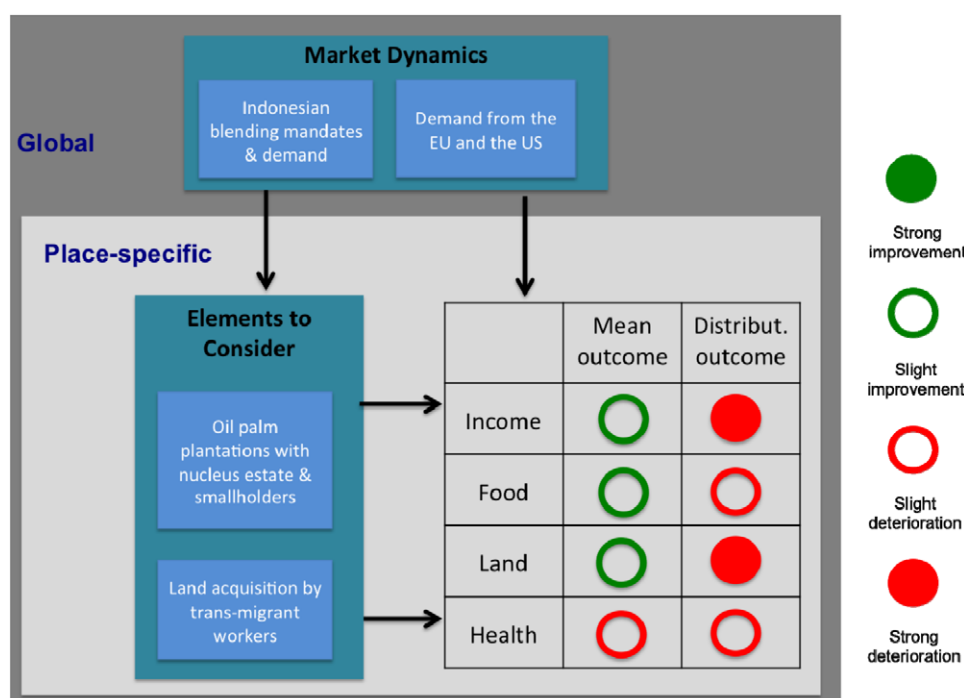 Market Dynamics
Indonesian
blending mandates
& demand
Demand from the
EU and the US
Global
Place-specific
Elements to
Consider
Oil palm
plantations with
nucleus estate &
smallholders
Land acquisition by
trans-migrant
workers
Mean
outcome
Distribut.
outcome
Income
Food
Land
Health
Strong
improvement
Slight
improvement
Slight
deterioration
Strong
deterioration